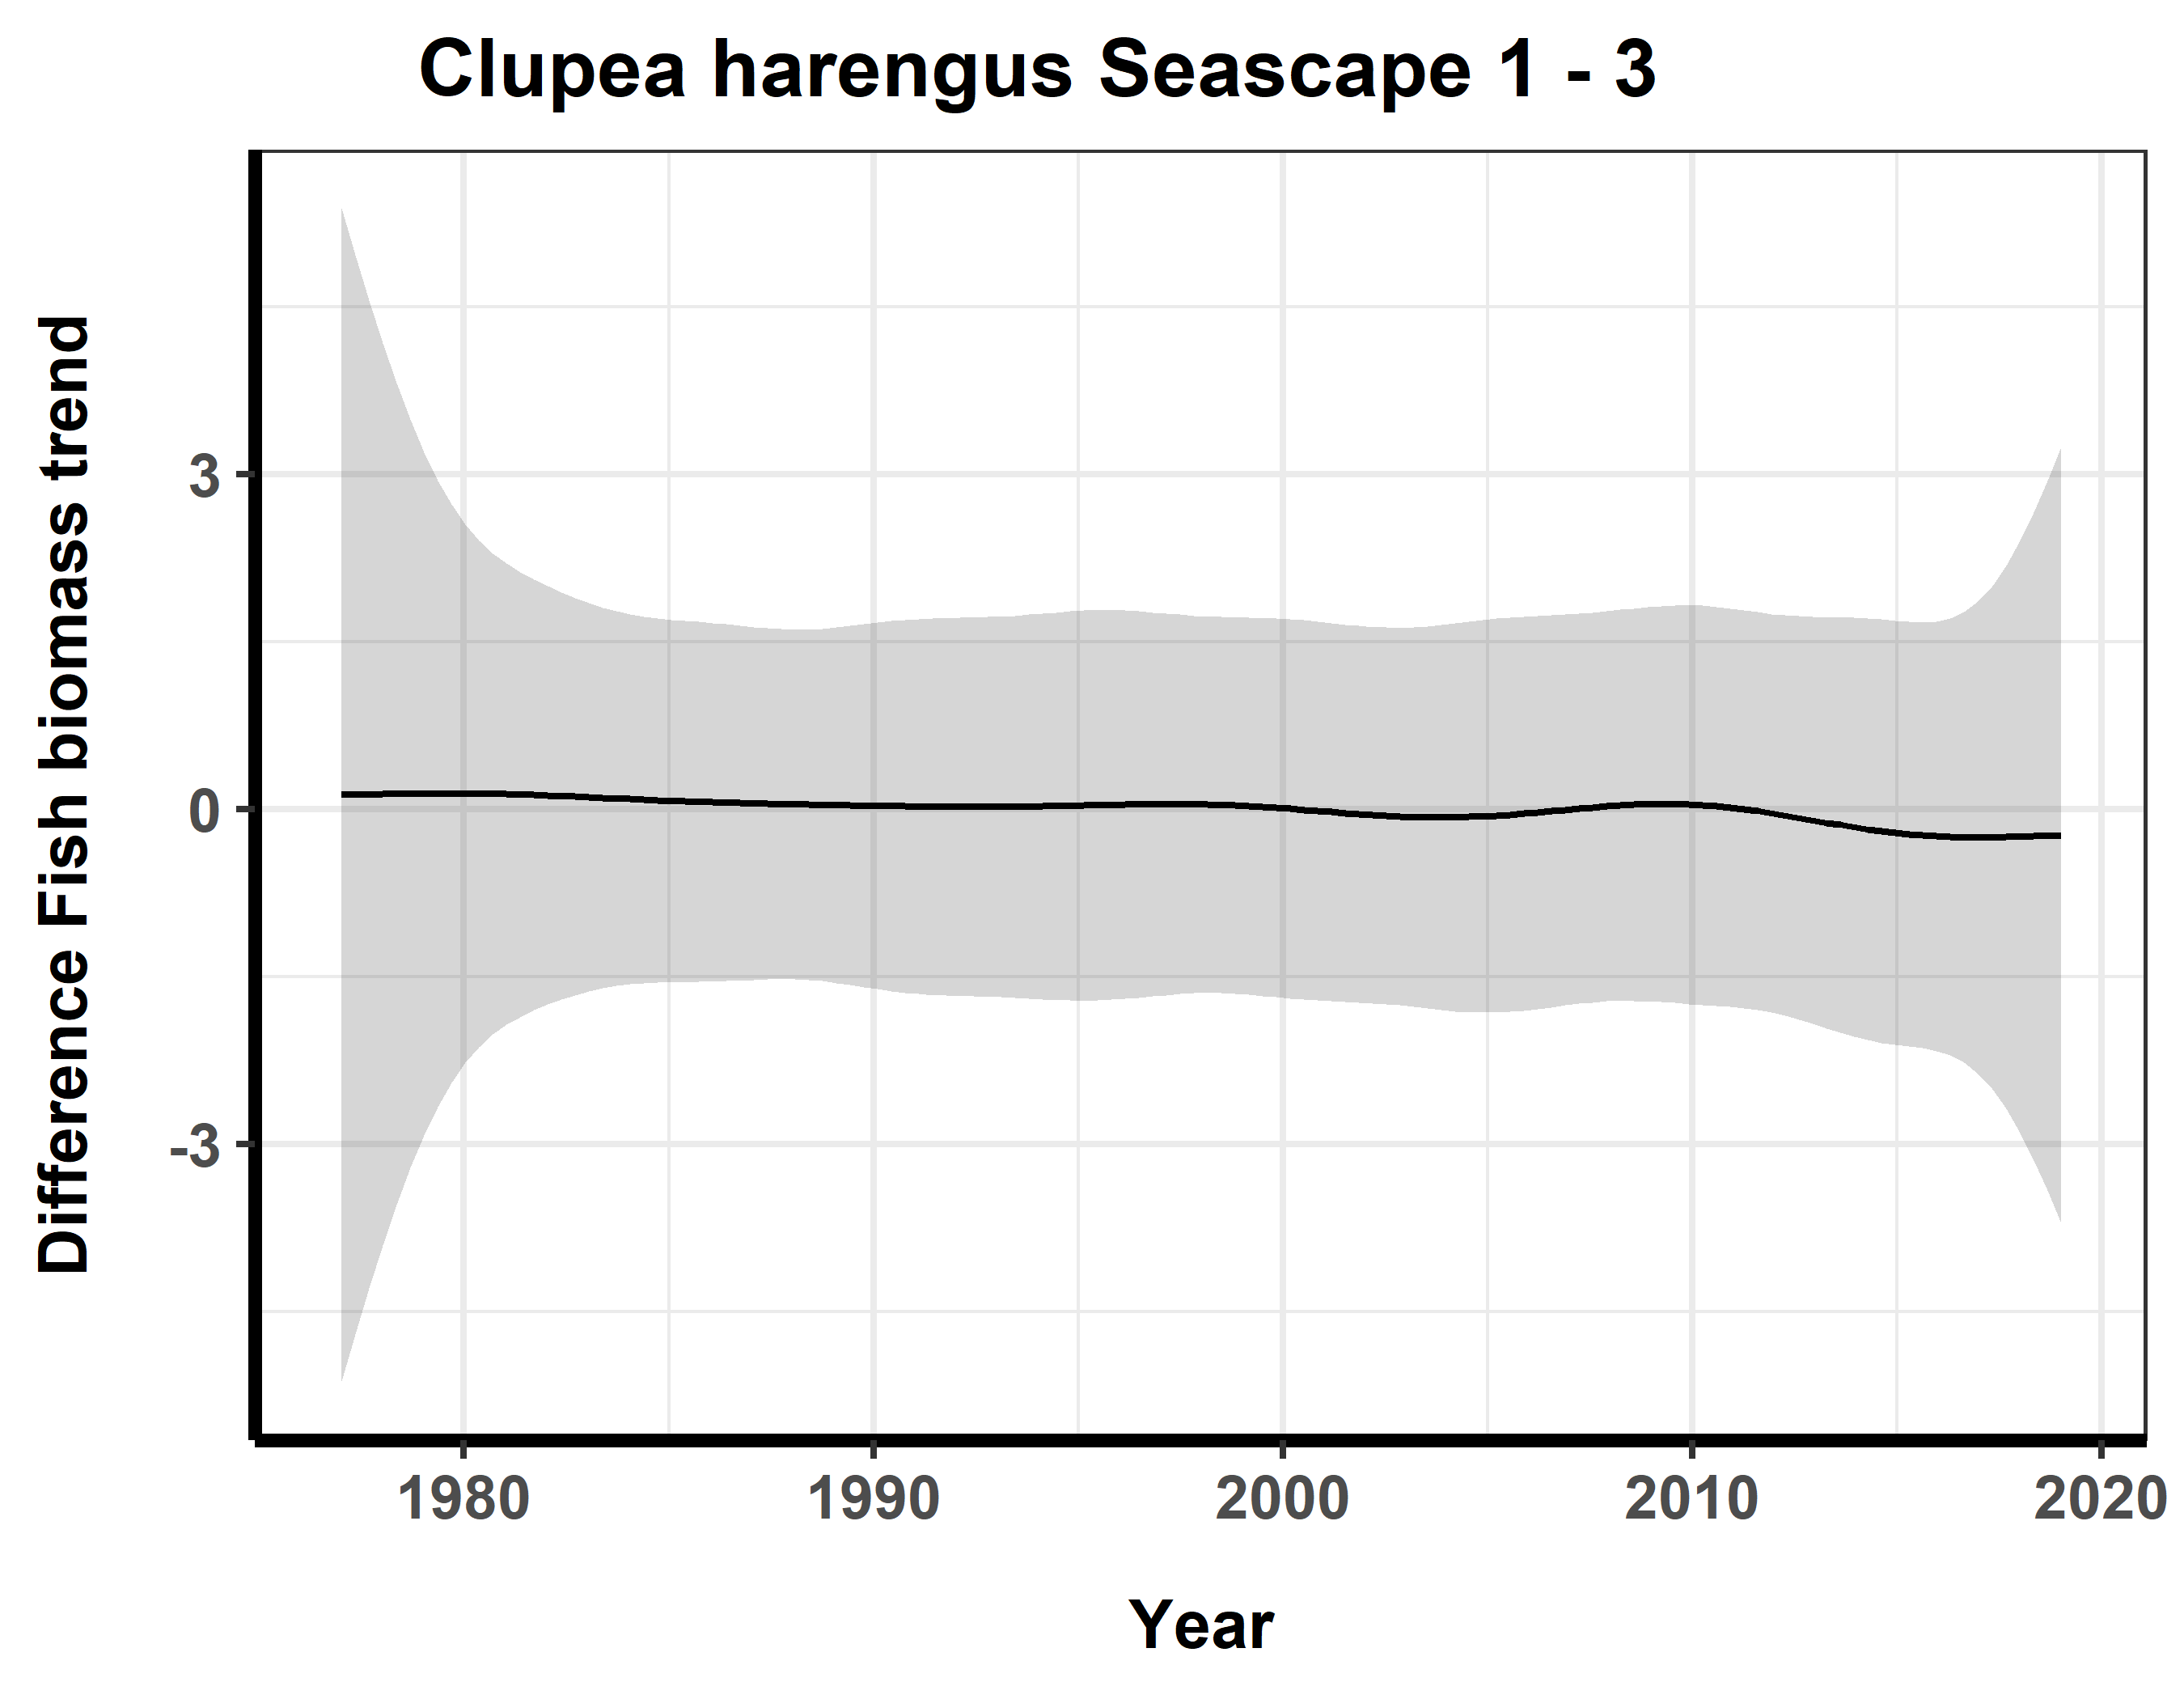 Clupea harengus Seascape 1 - 3
Difference Fish biomass trend
3
0
-3
1980 1990 2000 2010 2020
Year